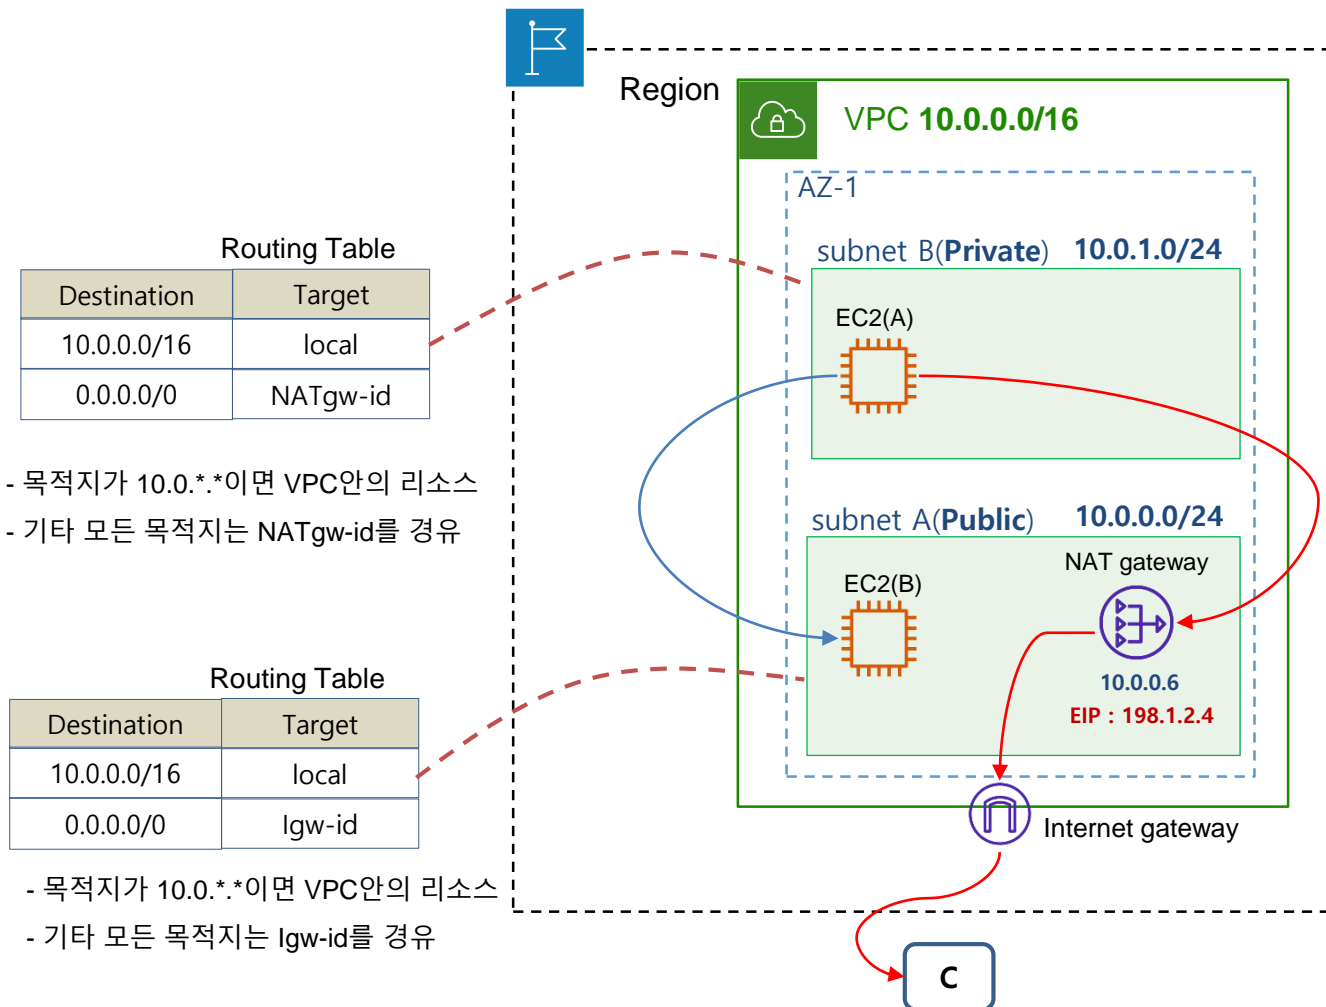 Region
VPC 10.0.0.0/16
AZ-1
subnet B(Private) 10.0.1.0/24
EC2(A)
Routing Table
Destination Target
10.0.0.0/16 local
0.0.0.0/0 NATgw-id
- 목적지가 10.0.*.*이면 VPC안의 리소스
- 기타 모든 목적지는 NATgw-id를 경유
subnet A(Public) 10.0.0.0/24
NAT gateway
EC2(B)
10.0.0.6
EIP : 198.1.2.4
Routing Table
Destination Target
10.0.0.0/16 local
0.0.0.0/0 Igw-id
- 목적지가 10.0.*.*이면 VPC안의 리소스
- 기타 모든 목적지는 Igw-id를 경유
Internet gateway
C